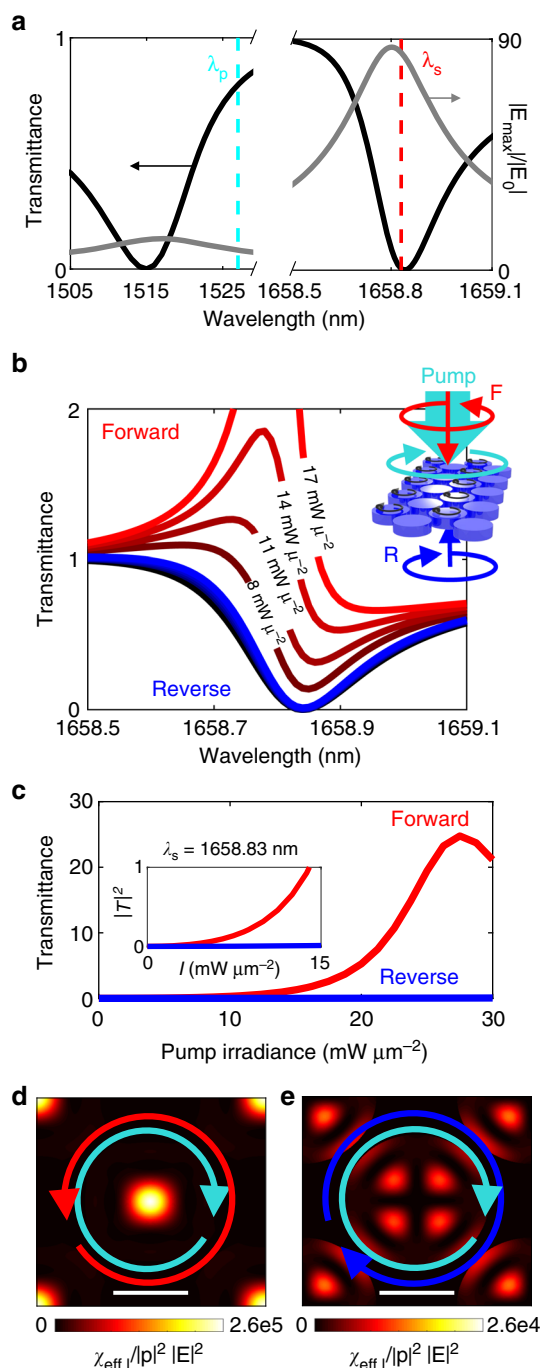 a
1
λp
λs
90
Transmittance
|Emax|/|E0|
0
0
1505
1515
1525
1658.5
1658.8
1659.1
Wavelength (nm)
b
2
Forward
Pump
F
17 mW μ−2
14 mW μ−2
11 mW μ−2
8 mW μ−2
Transmittance
1
R
Reverse
0
1658.5
1658.7
1658.9
1659.1
Wavelength (nm)
c
30
Forward
λs = 1658.83 nm
20
1
|T|2
Transmittance
10
0
0
15
I (mW μm−2)
Reverse
0
0
10
20
30
Pump irradiance (mW μm−2)
d
e
0
2.6e5
0
2.6e4
χeff I/|p|2 |E|2
χeff I/|p|2 |E|2